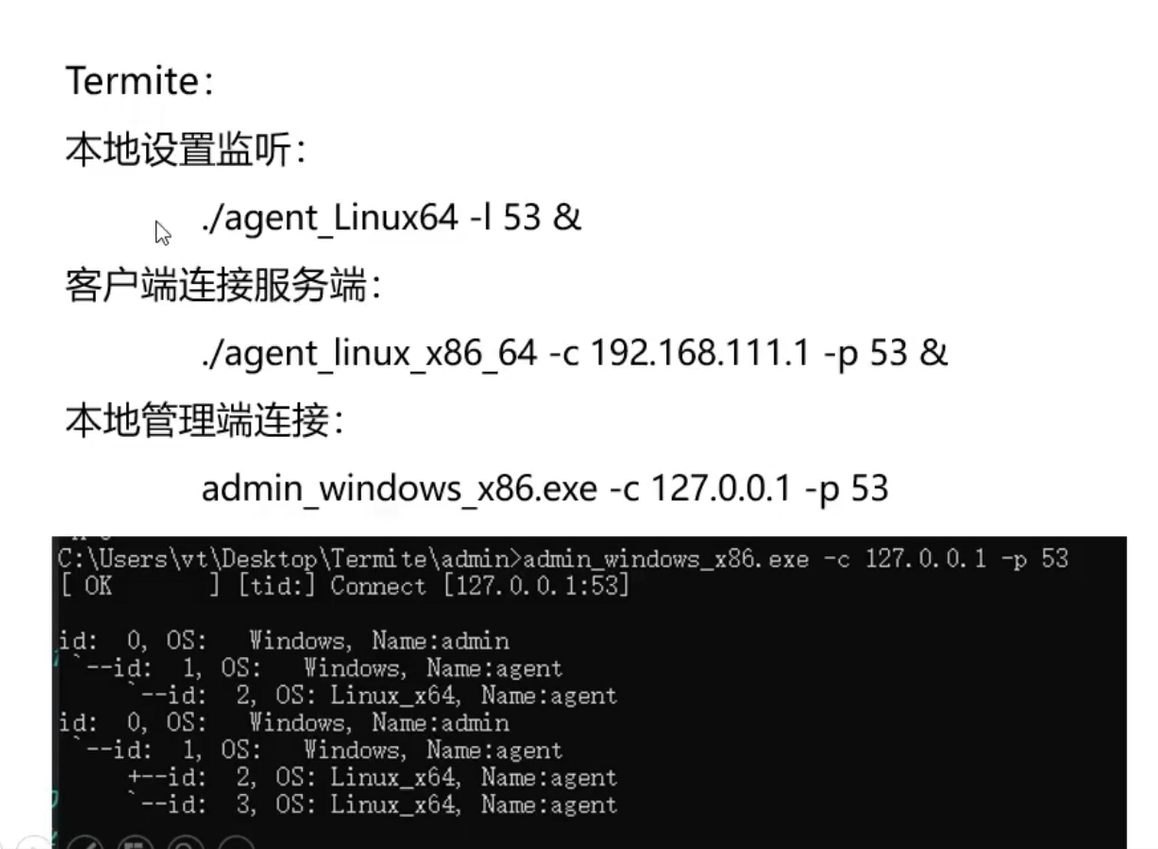 Termite：
本地设置监听：
./agent_Linux64 -l 53 &
客户端连接服务端：
./agent_linux_x86_64 -c 192.168.111.1 -p 53 &
本地管理端连接：
admin_windows_x86.exe -c 127.0.0.1 -p 53
C:\Users\vt\Desktop\Termite\admin>admin_windows_x86.exe -c 127.0.0.1 -p 53
[ OK       ] [tid:] Connect [127.0.0.1:53]
id:  0, OS:   Windows, Name:admin
`--id:  1, OS:   Windows, Name:agent
`--id:  2, OS: Linux_x64, Name:agent
id:  0, OS:   Windows, Name:admin
`--id:  1, OS:   Windows, Name:agent
+--id:  2, OS: Linux_x64, Name:agent
`--id:  3, OS: Linux_x64, Name:agent